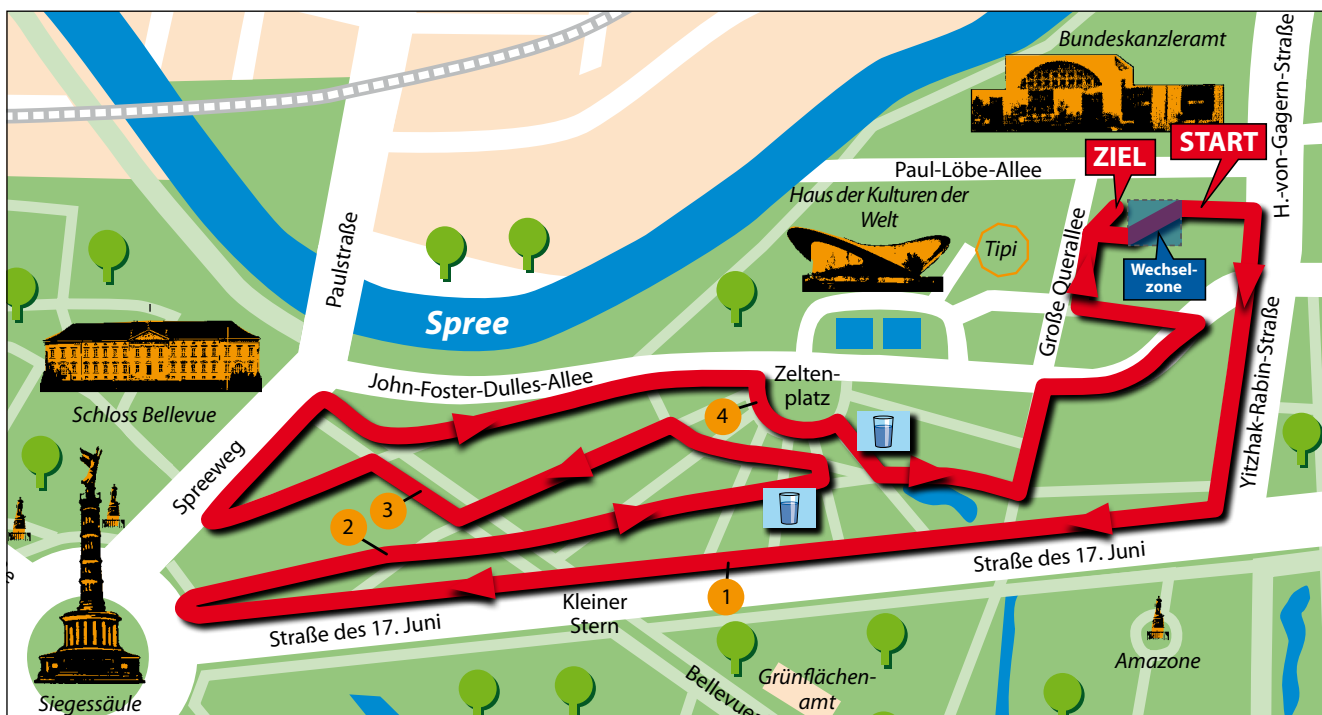 Bundeskanzleramt
H.-von-Gagern-Straße
START
ZIEL
Paul-Löbe-Allee
Haus der Kulturen der
Welt
Tipi
Große Querallee
Wechsel-
zone
Paulstraße
Spree
Yitzhak-Rabin-Straße
John-Foster-Dulles-Allee
Zelten-
platz
4
Schloss Bellevue
Spreeweg
3
2
Straße des 17. Juni
1
Kleiner
Stern
Straße des 17. Juni
Siegessäule
Bellevue
Grünflächen-
amt
Amazone